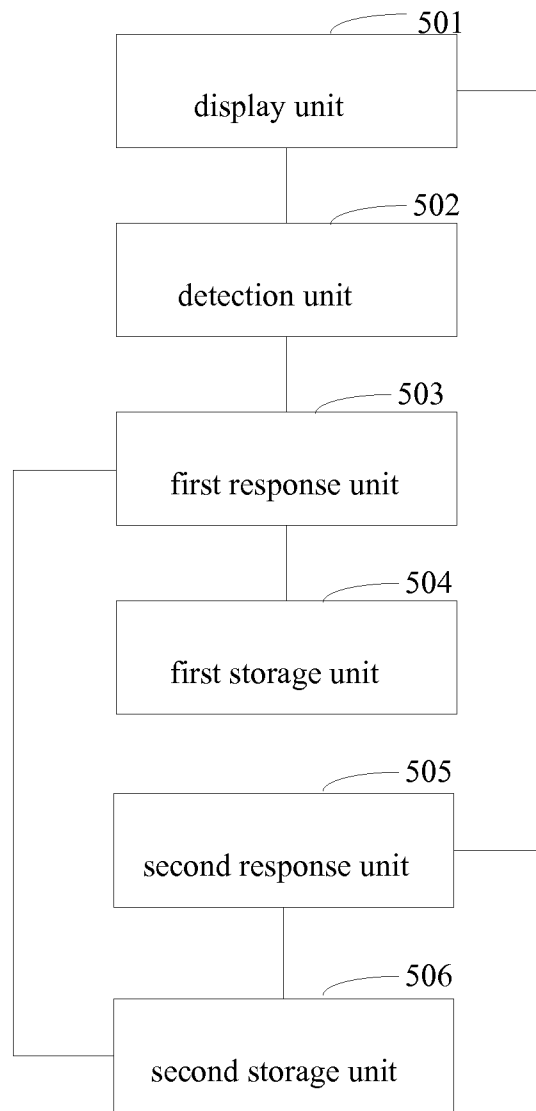 501
display unit
502
detection unit
503
first response unit
504
first storage unit
505
second response unit
506
second storage unit